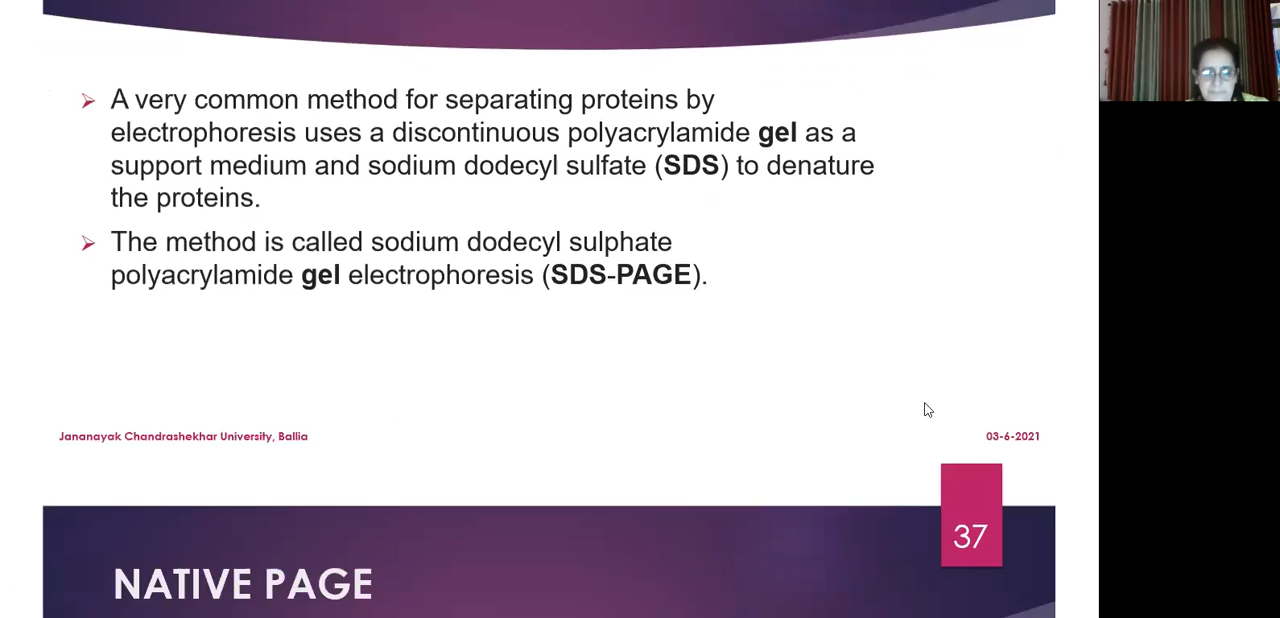 A very common method for separating proteins by
electrophoresis uses a discontinuous polyacrylamide gel as a
support medium and sodium dodecyl sulfate (SDS) to denature
the proteins.
The method is called sodium dodecyl sulphate
polyacrylamide gel electrophoresis (SDS-PAGE).
Jananayak Chandrashekhar University, Ballia
03-6-2021
37
NATIVE PAGE